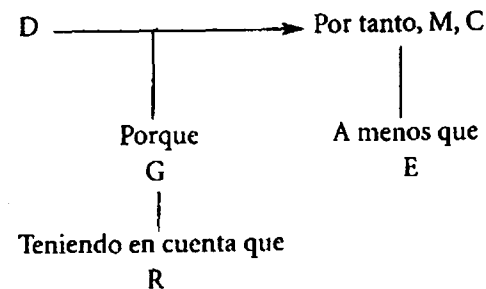 D Por tanto, M, C
Porque A menos que
G E
Teniendo en cuenta que
R